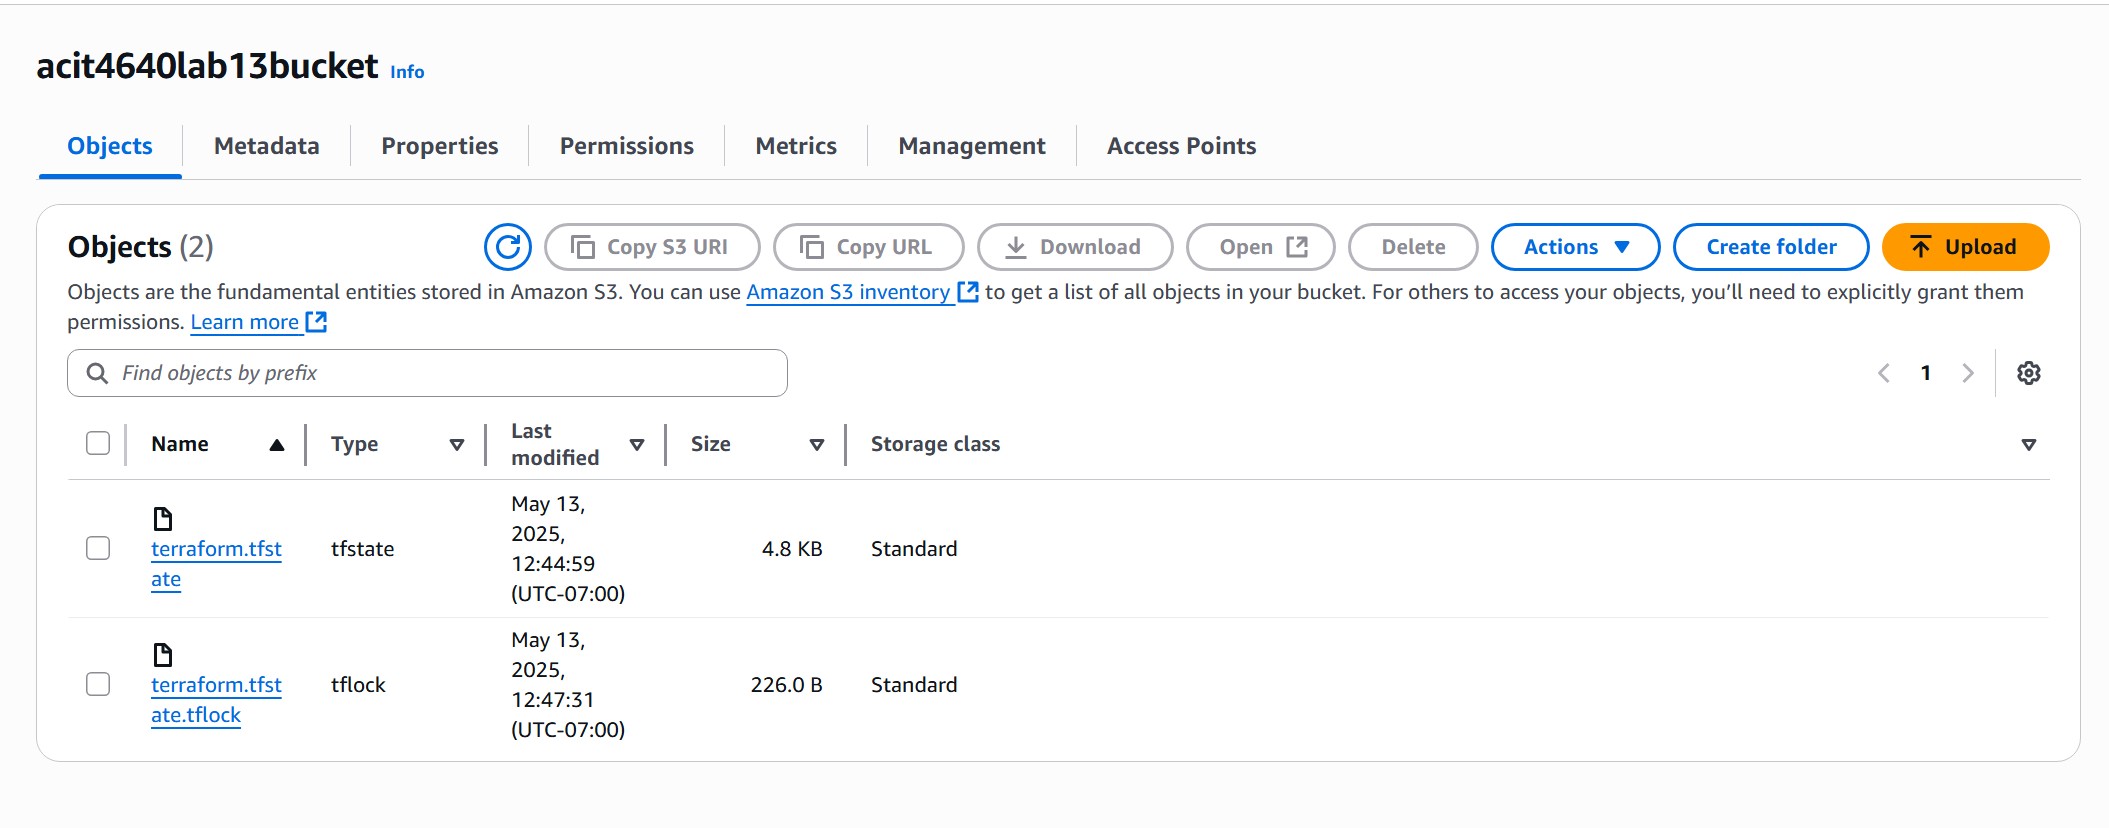 acit4640lab13bucket Info
Objects Metadata Properties Permissions Metrics Management Access Points
Objects (2) Copy S3 URI Copy URL Download Open Delete Actions Create folder Upload
Objects are the fundamental entities stored in Amazon S3. You can use Amazon S3 inventory to get a list of all objects in your bucket. For others to access your objects, you’ll need to explicitly grant them
permissions. Learn more
Find objects by prefix 1
Name Type Last modified Size Storage class
terraform.tfst
ate
tfstate
May 13,
2025,
12:44:59
(UTC-07:00)
4.8 KB
Standard
terraform.tfst
ate.tflock
tflock
May 13,
2025,
12:47:31
(UTC-07:00)
226.0 B
Standard